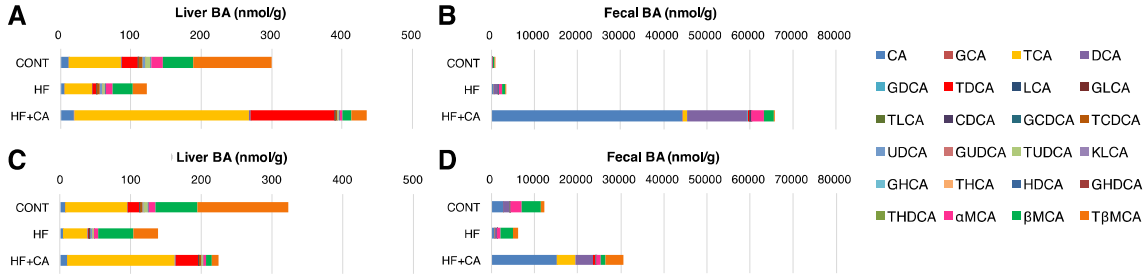 A
Liver BA (nmol/g)
0 100 200 300 400 500
CONT
HF
HF+CA
B
Fecal BA (nmol/g)
0 10000 20000 30000 40000 50000 60000 70000 80000
CONT
HF
HF+CA
C
Liver BA (nmol/g)
0 100 200 300 400 500
CONT
HF
HF+CA
D
Fecal BA (nmol/g)
0 10000 20000 30000 40000 50000 60000 70000 80000
CONT
HF
HF+CA
CA GCA TCA DCA
GDCA TDCA LCA GLCA
TLCA CDCA GCDCA TCDCA
UDCA GUDCA TUDCA KLCA
GHCA THCA HDCA GHDCA
THDCA αMCA βMCA TβMCA